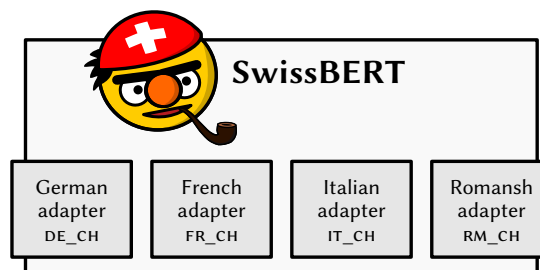 SwissBERT
German adapter DE_CH
French adapter FR_CH
Italian adapter IT_CH
Romansh adapter RM_CH